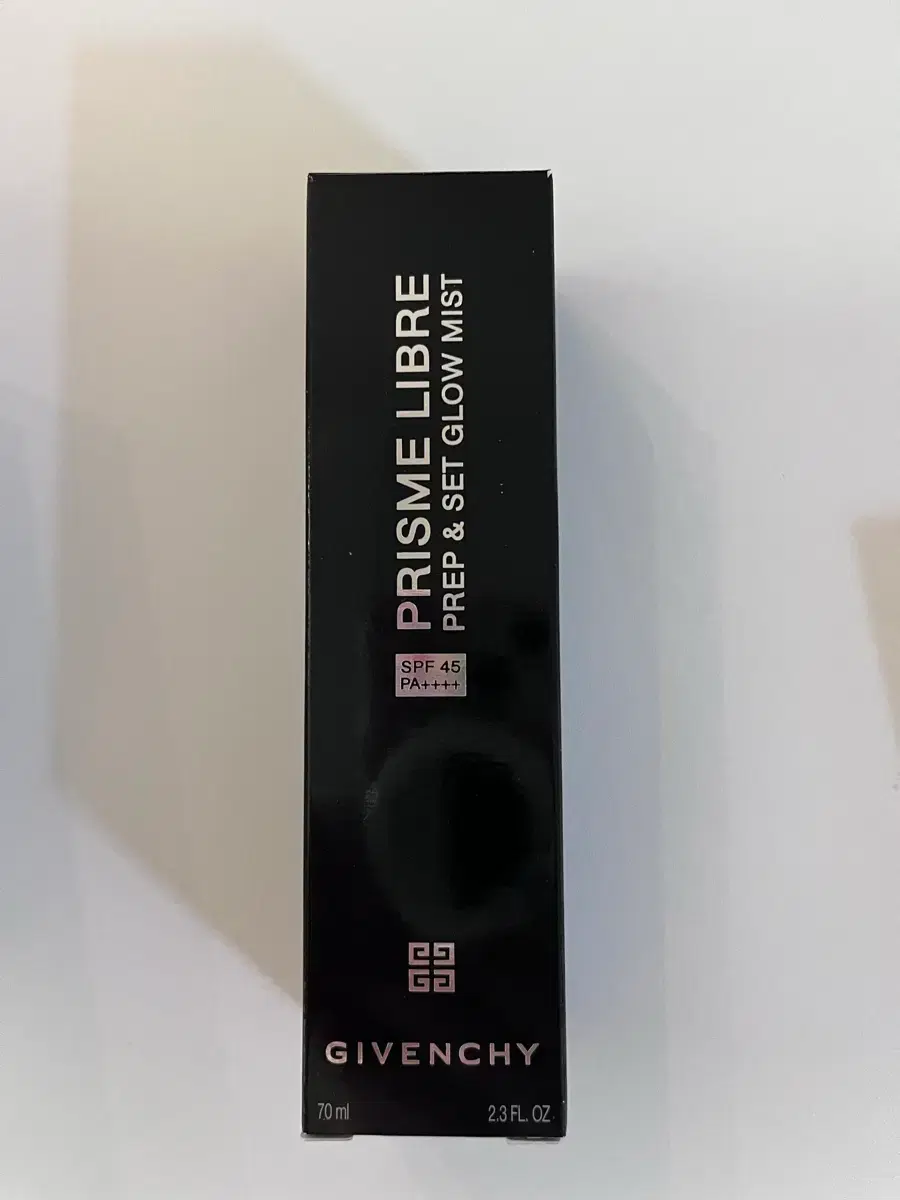 PRISME LIBRE
PREP & SET GLOW MIST
SPF 45
PA++++
GIVENCHY
70 ml
2.3 FL. OZ.